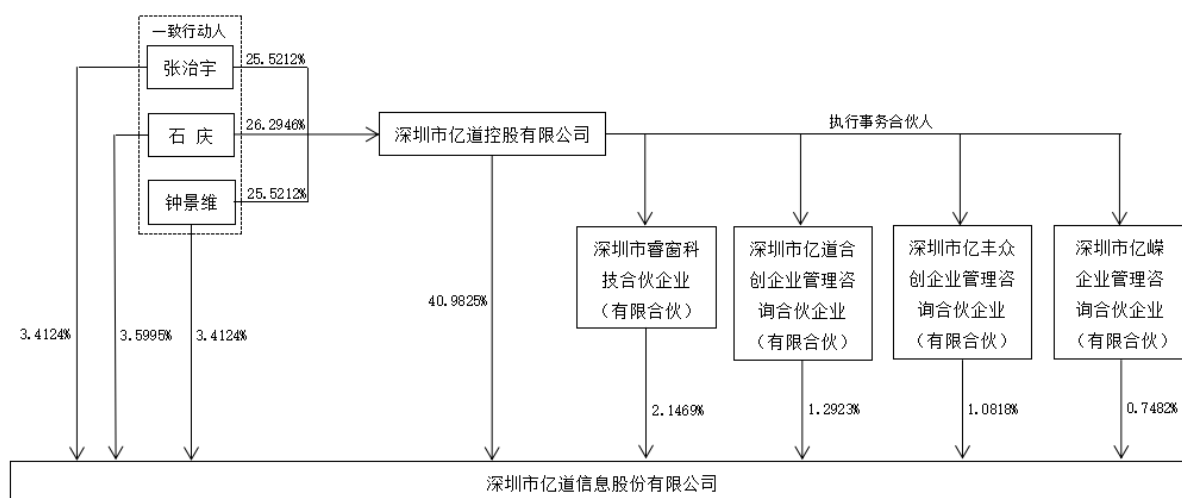 一致行动人
张治宇
25.5212%
石 庆
26.2946%
钟景维
25.5212%
深圳市亿道控股有限公司
执行事务合伙人
深圳市睿窗科
技合伙企业
（有限合伙）
深圳市亿道合
创企业管理咨
询合伙企业
（有限合伙）
深圳市亿丰众
创企业管理咨
询合伙企业
（有限合伙）
深圳市亿嵘
企业管理咨
询合伙企业
（有限合伙）
3.4124%
3.5995%
3.4124%
40.9825%
2.1469%
1.2923%
1.0818%
0.7482%
深圳市亿道信息股份有限公司